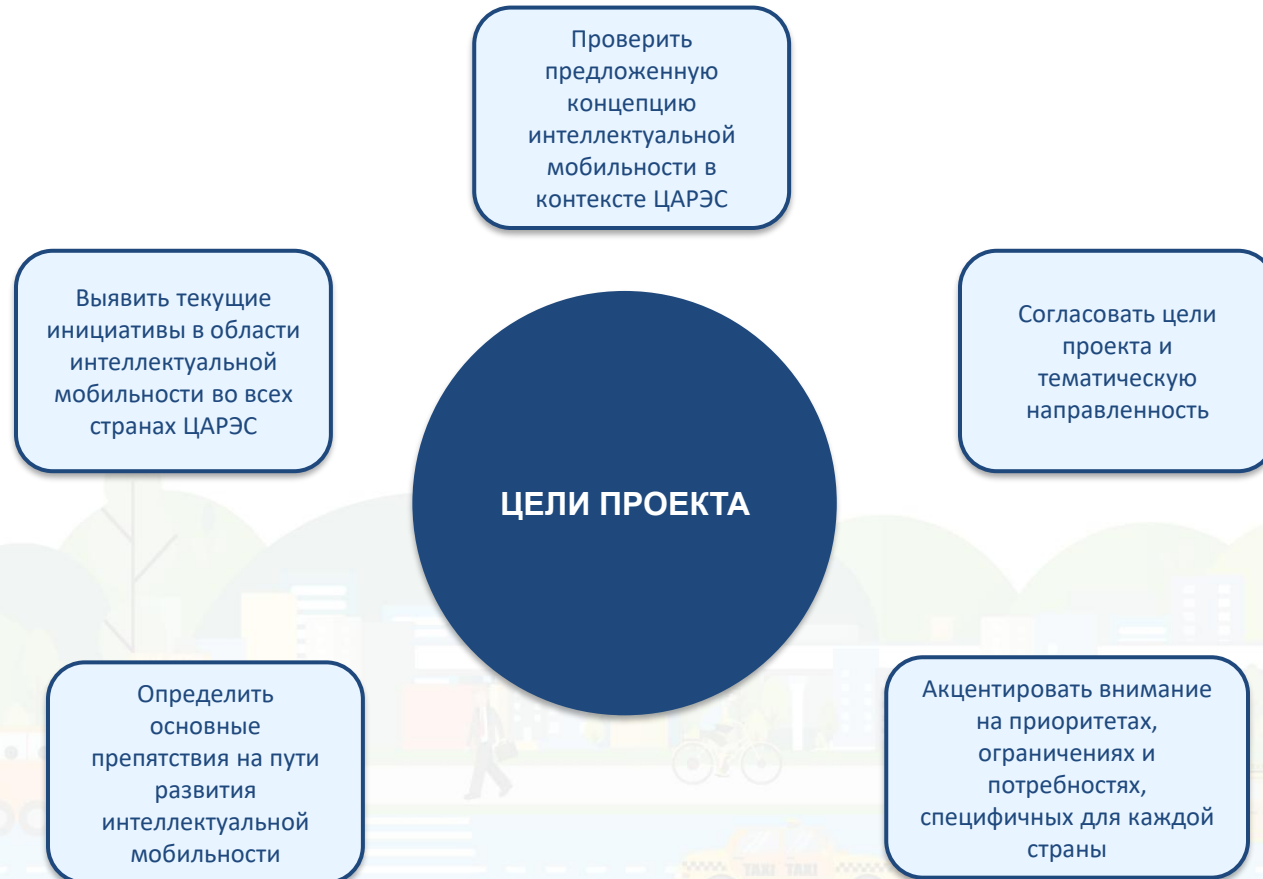 Проверить
предложенную
концепцию
интеллектуальной
мобильности в
контексте ЦАРЭС
Выявить текущие
инициативы в области
интеллектуальной
мобильности во всех
странах ЦАРЭС
Согласовать цели
проекта и
тематическую
направленность
ЦЕЛИ ПРОЕКТА
Определить
основные
препятствия на пути
развития
интеллектуальной
мобильности
Акцентировать внимание
на приоритетах,
ограничениях и
потребностях,
специфичных для каждой
страны
TAXI TAXI